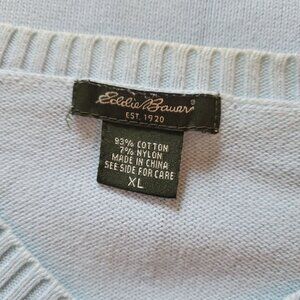 Eddie Bauer®
EST. 1920
93% COTTON
7% NYLON
MADE IN CHINA
SEE SIDE FOR CARE
XL